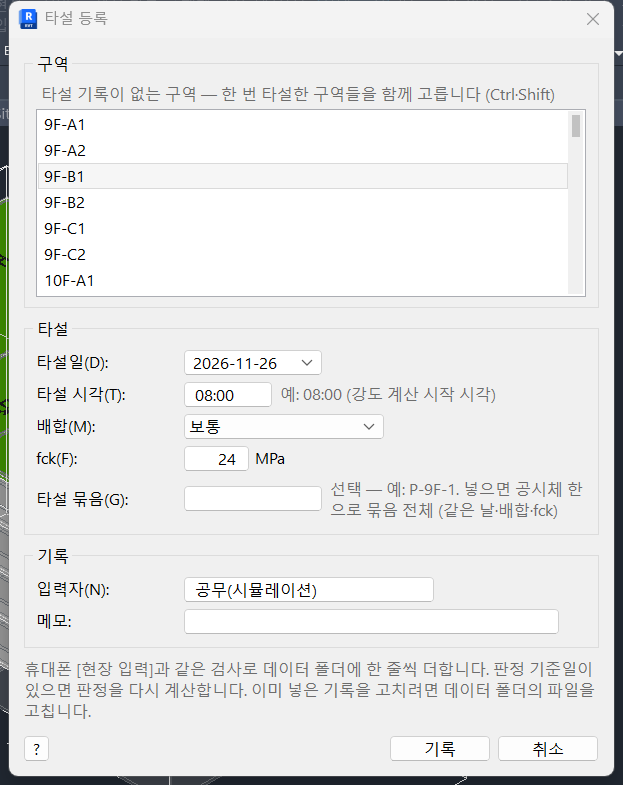 R
RVT
타설 등록
구역
타설 기록이 없는 구역 — 한 번 타설한 구역들을 함께 고릅니다 (Ctrl·Shift)
9F-A1
9F-A2
9F-B1
9F-B2
9F-C1
9F-C2
10F-A1
타설
타설일(D):
2026-11-26
타설 시각(T):
08:00
예: 08:00 (강도 계산 시작 시각)
배합(M):
보통
fck(F):
24
MPa
타설 묶음(G):
선택 — 예: P-9F-1. 넣으면 공시체 한
으로 묶음 전체 (같은 날·배합·fck)
기록
입력자(N):
공무(시뮬레이션)
메모:
휴대폰 [현장 입력]과 같은 검사로 데이터 폴더에 한 줄씩 더합니다. 판정 기준일이
있으면 판정을 다시 계산합니다. 이미 넣은 기록을 고치려면 데이터 폴더의 파일을
고칩니다.
?
기록
취소